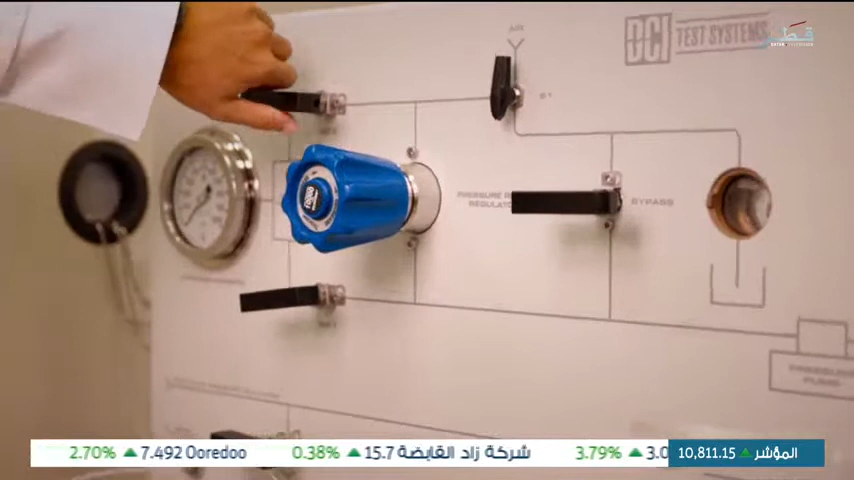 AIR
DCI TEST SYSTEMS
قطر
PRESSURE
REGULATOR
BYPASS
PRESSURE
PUMP
المؤشر 10,811.15
3.79%
شركة زاد القابضة 15.7 0.38%
Ooredoo 7.492 2.70%